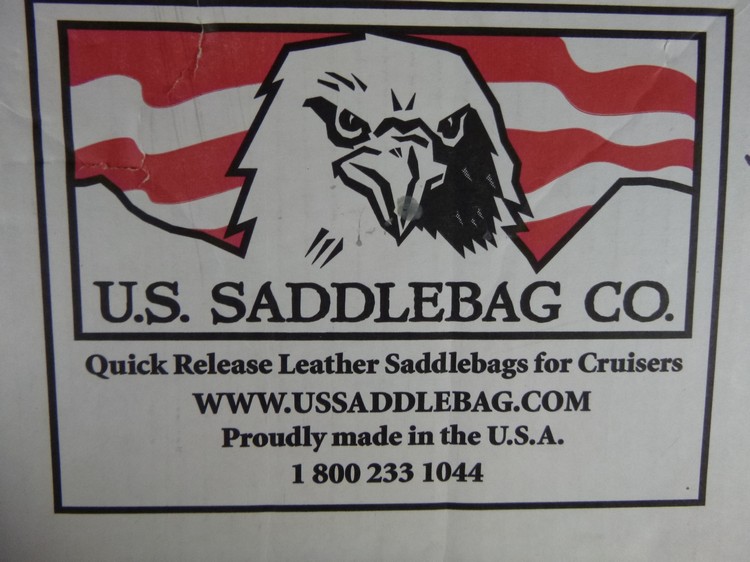 U.S. SADDLEBAG CO.
Quick Release Leather Saddlebags for Cruisers
WWW.USSADDLEBAG.COM
Proudly made in the U.S.A.
1 800 233 1044